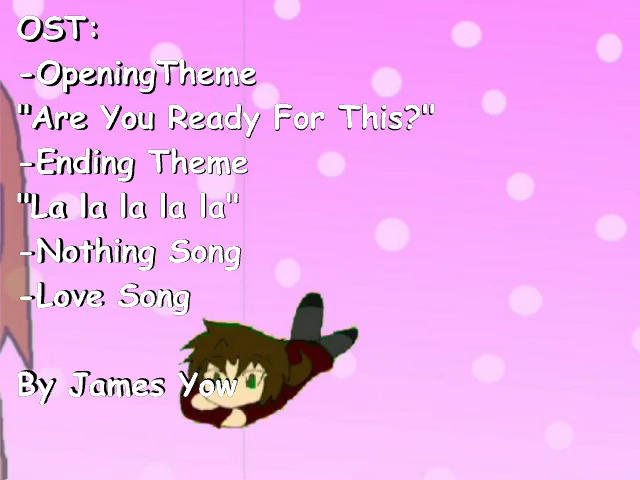 OST:
-OpeningTheme
"Are You Ready For This?"
-Ending Theme
"La la la la la"
-Nothing Song
-Love Song
By James Yow